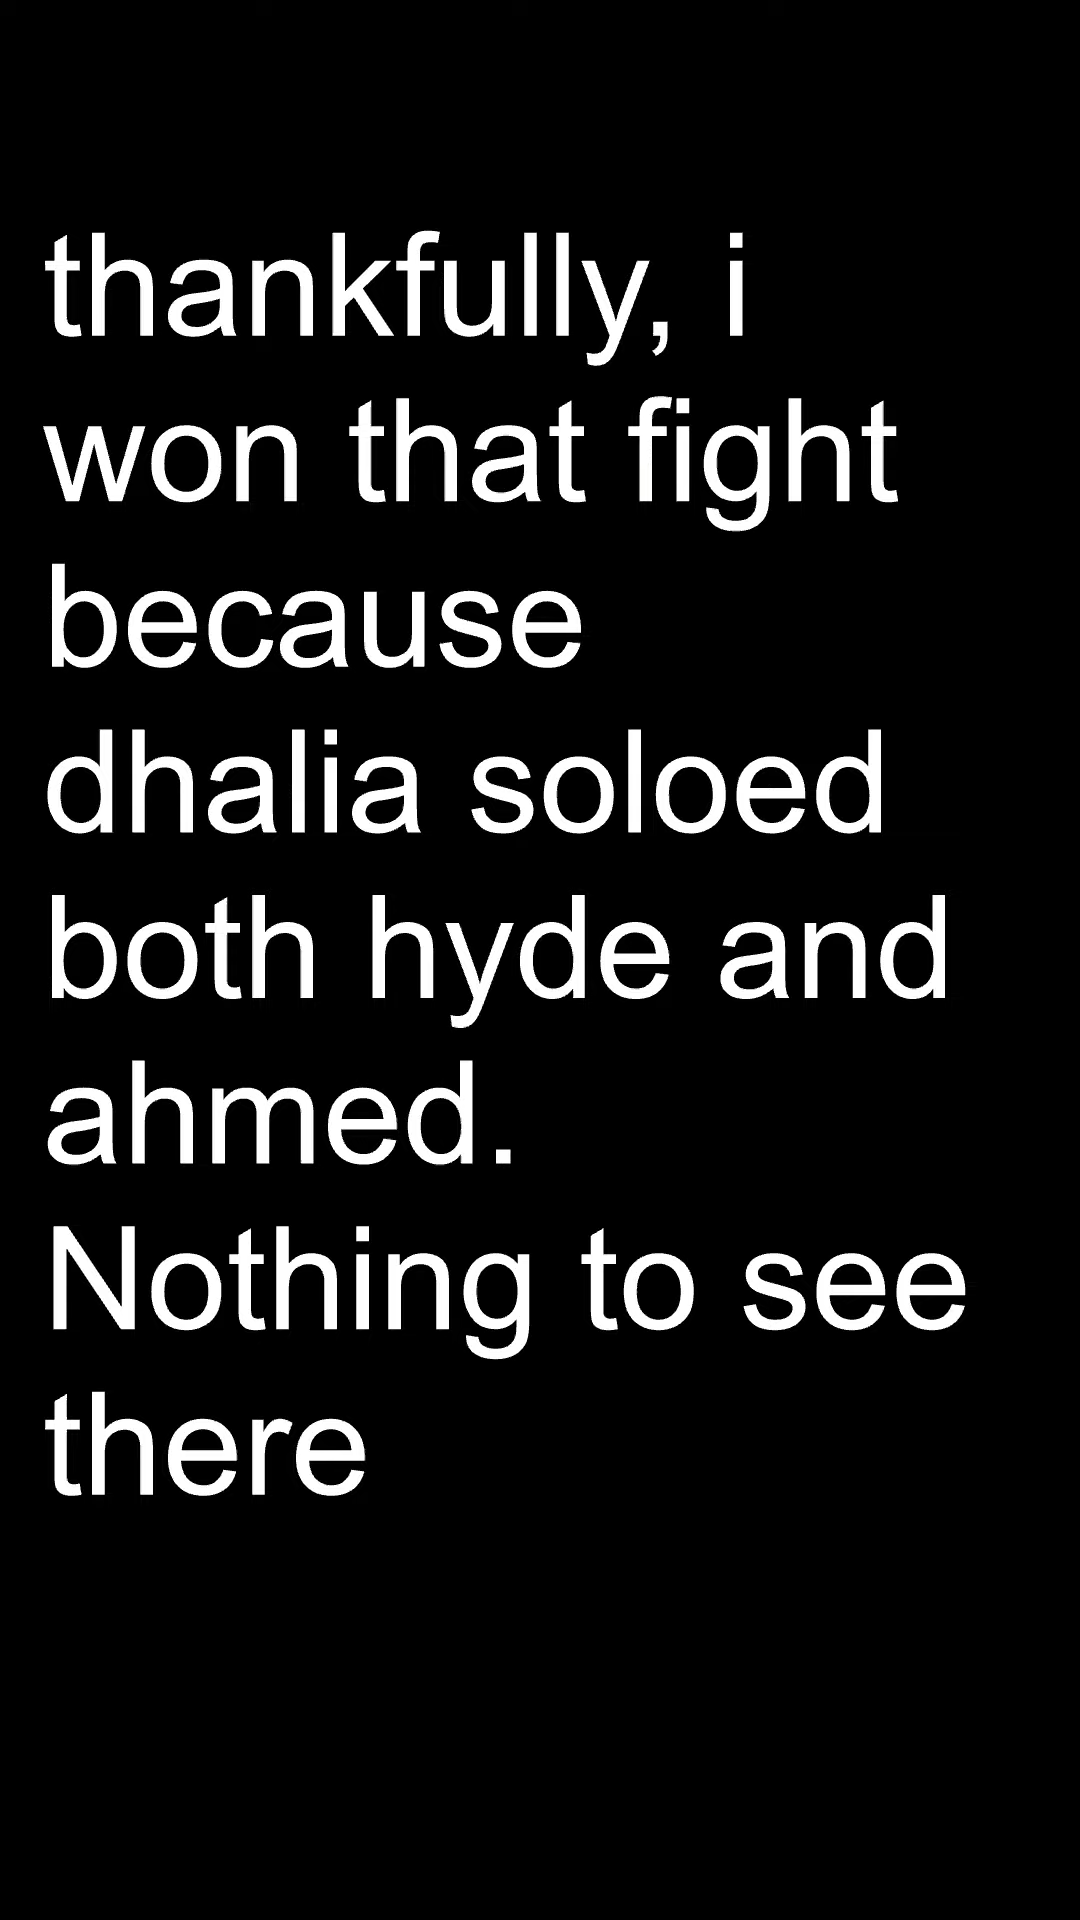 thankfully, i
won that fight
because
dhalia soloed
both hyde and
ahmed.
Nothing to see
there